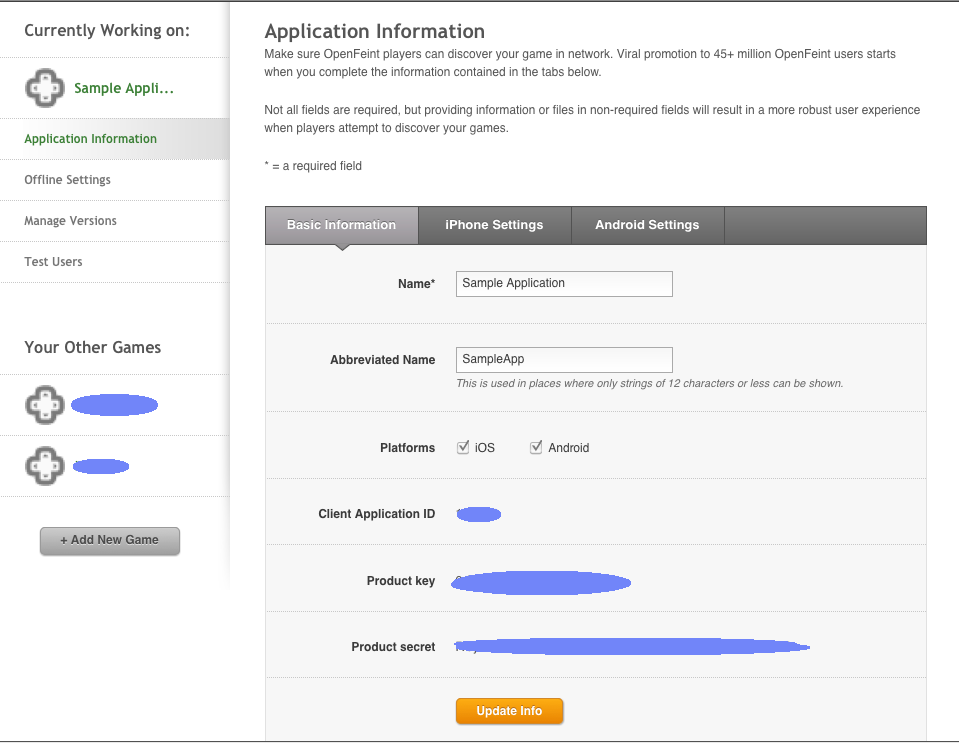 Currently Working on:
Sample Appli...
Application Information
Offline Settings
Manage Versions
Test Users
Your Other Games
+ Add New Game
Application Information
Make sure OpenFeint players can discover your game in network. Viral promotion to 45+ million OpenFeint users starts
when you complete the information contained in the tabs below.
Not all fields are required, but providing information or files in non-required fields will result in a more robust user experience
when players attempt to discover your games.
* = a required field
Basic Information
iPhone Settings
Android Settings
Name* Sample Application
Abbreviated Name SampleApp
This is used in places where only strings of 12 characters or less can be shown.
Platforms iOS Android
Client Application ID
Product key
Product secret
Update Info